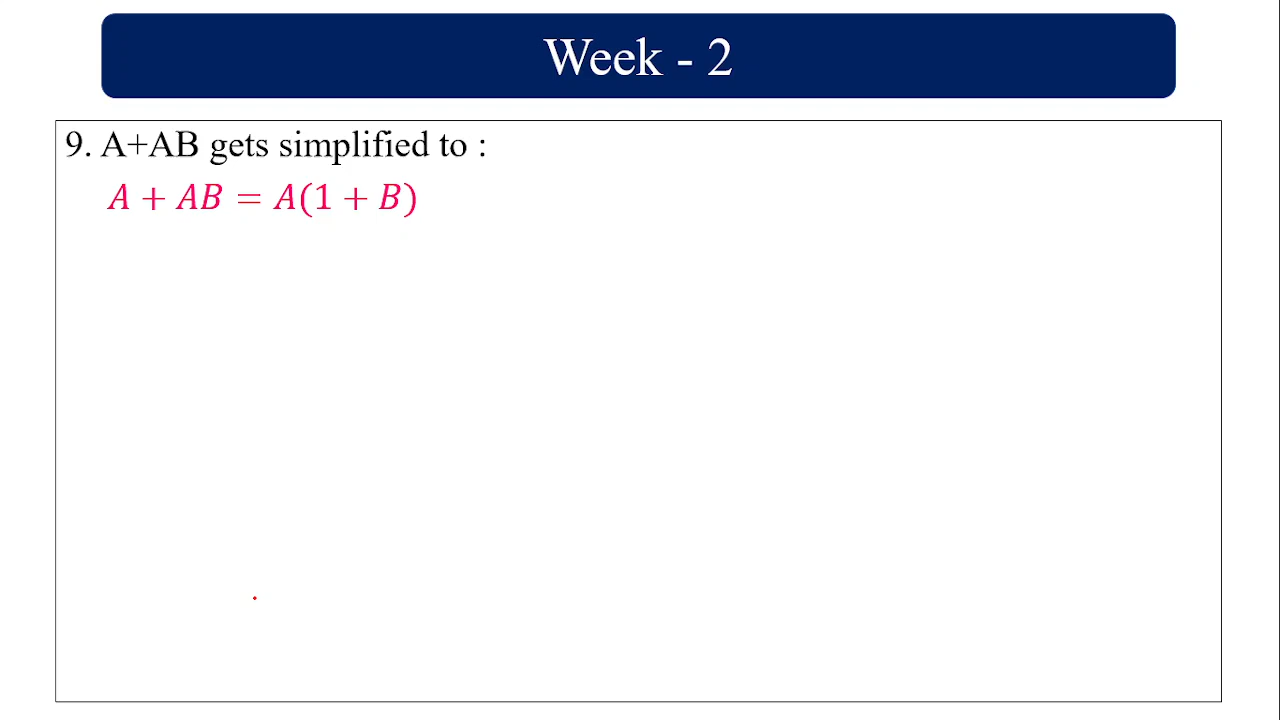 Week - 2
9. A+AB gets simplified to :
A + AB = A(1 + B)